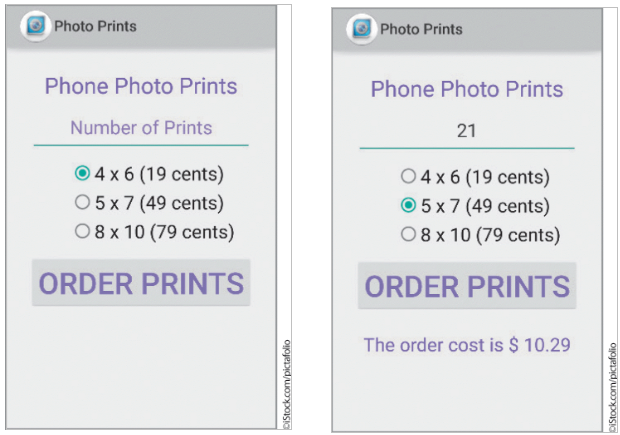 Photo Prints
Phone Photo Prints
Number of Prints
4 x 6 (19 cents)
5 x 7 (49 cents)
8 x 10 (79 cents)
ORDER PRINTS
©iStock.com/pictafolio
Photo Prints
Phone Photo Prints
21
4 x 6 (19 cents)
5 x 7 (49 cents)
8 x 10 (79 cents)
ORDER PRINTS
The order cost is $ 10.29
©iStock.com/pictafolio